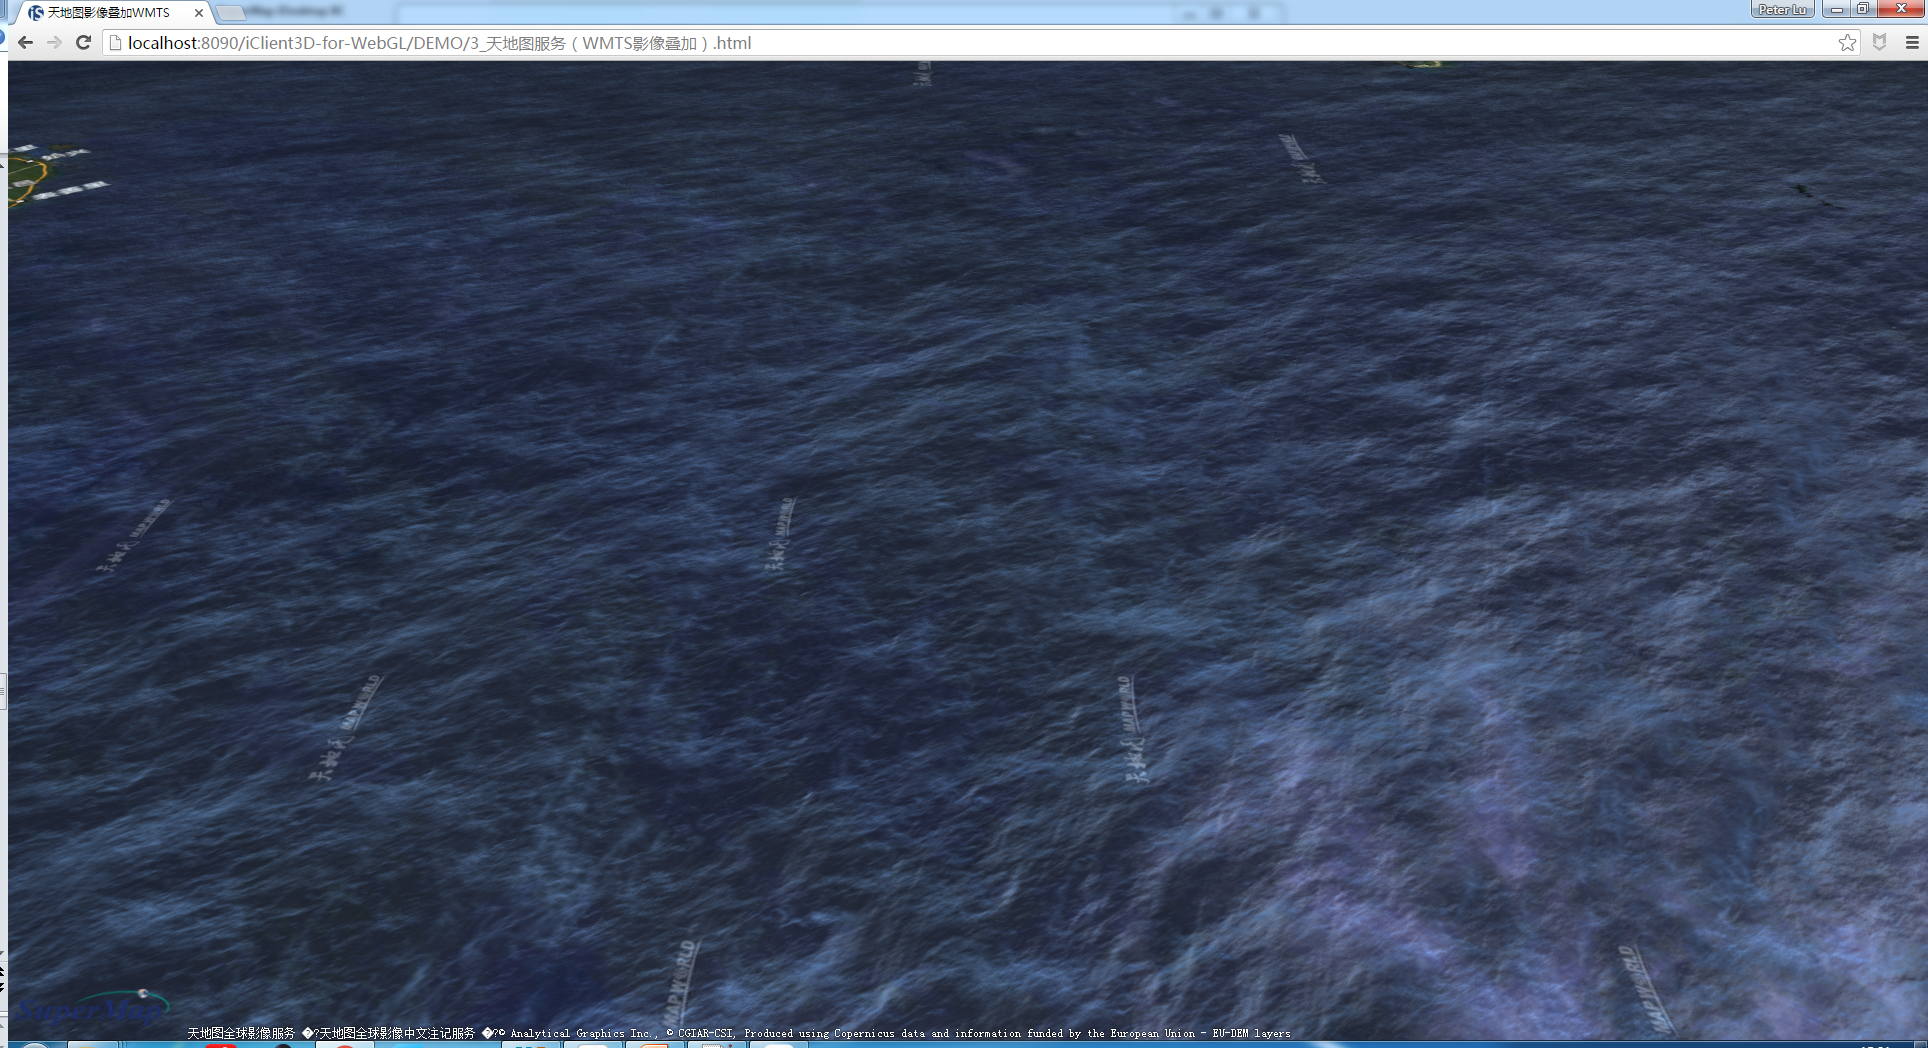 天地图影像叠加WMTS
Peter Lu
localhost:8090/iClient3D-for-WebGL/DEMO/3_天地图服务（WMTS影像叠加）.html
天地图 MAPWORLD
天地图 MAPWORLD
天地图 MAPWORLD
天地图 MAPWORLD
天地图 MAPWORLD
MAPWORLD
MAPWORLD
SuperMap
天地图全球影像服务 �?天地图全球影像中文注记服务 �?© Analytical Graphics Inc., © CGIAR-CSI, Produced using Copernicus data and information funded by the European Union - EU-DEM layers